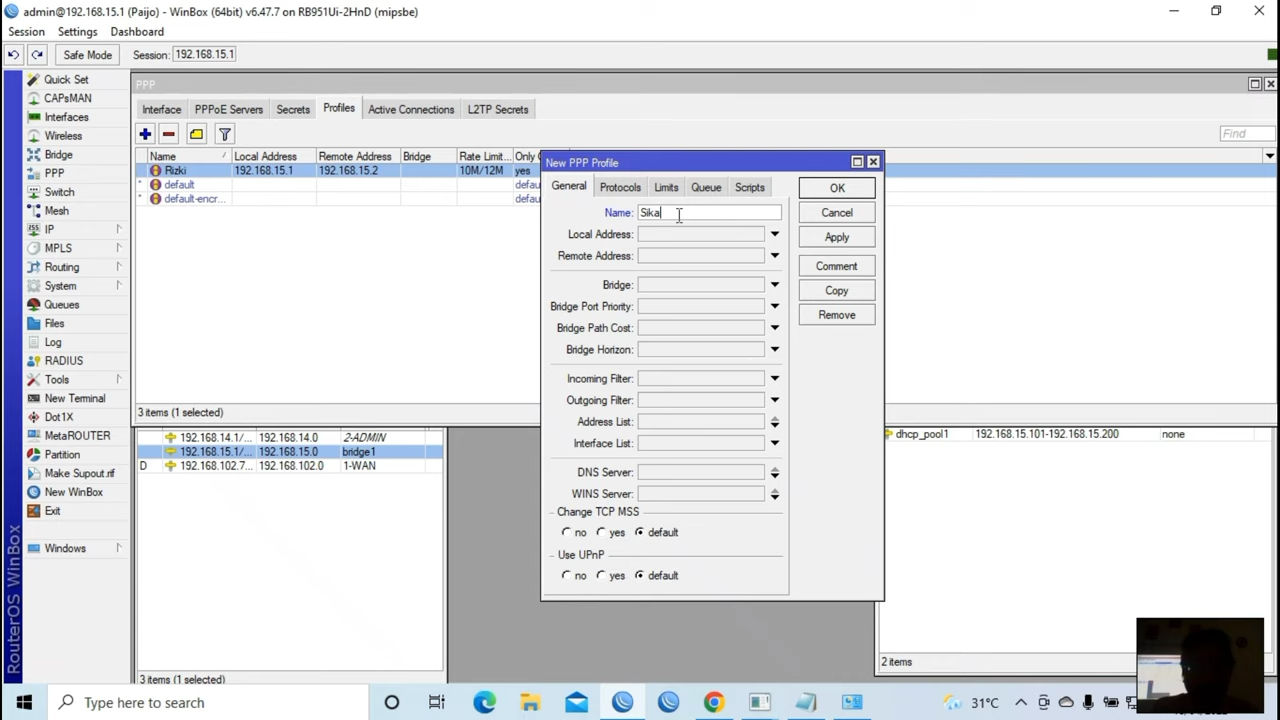 admin@192.168.15.1 (Paijo) - WinBox (64bit) v6.47.7 on RB951Ui-2HnD (mipsbe)
Session Settings Dashboard
Safe Mode Session: 192.168.15.1
Quick Set
CAPsMAN
Interfaces
Wireless
Bridge
PPP
Switch
Mesh
IP
MPLS
Routing
System
Queues
Files
Log
RADIUS
Tools
New Terminal
Dot1X
MetaROUTER
Partition
Make Supout.rif
New WinBox
Exit
Windows
RouterOS WinBox
PPP
Interface PPPoE Servers Secrets Profiles Active Connections L2TP Secrets
Find
Name Local Address Remote Address Bridge Rate Limit... Only
Rizki 192.168.15.1 192.168.15.2 10M/12M yes
* default defau
* default-encr... defau
3 items (1 selected)
New PPP Profile
General Protocols Limits Queue Scripts
Name: Sika
Local Address:
Remote Address:
Bridge:
Bridge Port Priority:
Bridge Path Cost:
Bridge Horizon:
Incoming Filter:
Outgoing Filter:
Address List:
Interface List:
DNS Server:
WINS Server:
Change TCP MSS
no yes default
Use UPnP
no yes default
OK
Cancel
Apply
Comment
Copy
Remove
192.168.14.1/... 192.168.14.0 2-ADMIN
192.168.15.1/... 192.168.15.0 bridge1
D 192.168.102.7... 192.168.102.0 1-WAN
3 items (1 selected)
dhcp_pool1 192.168.15.101-192.168.15.200 none
2 items
Type here to search
31°C